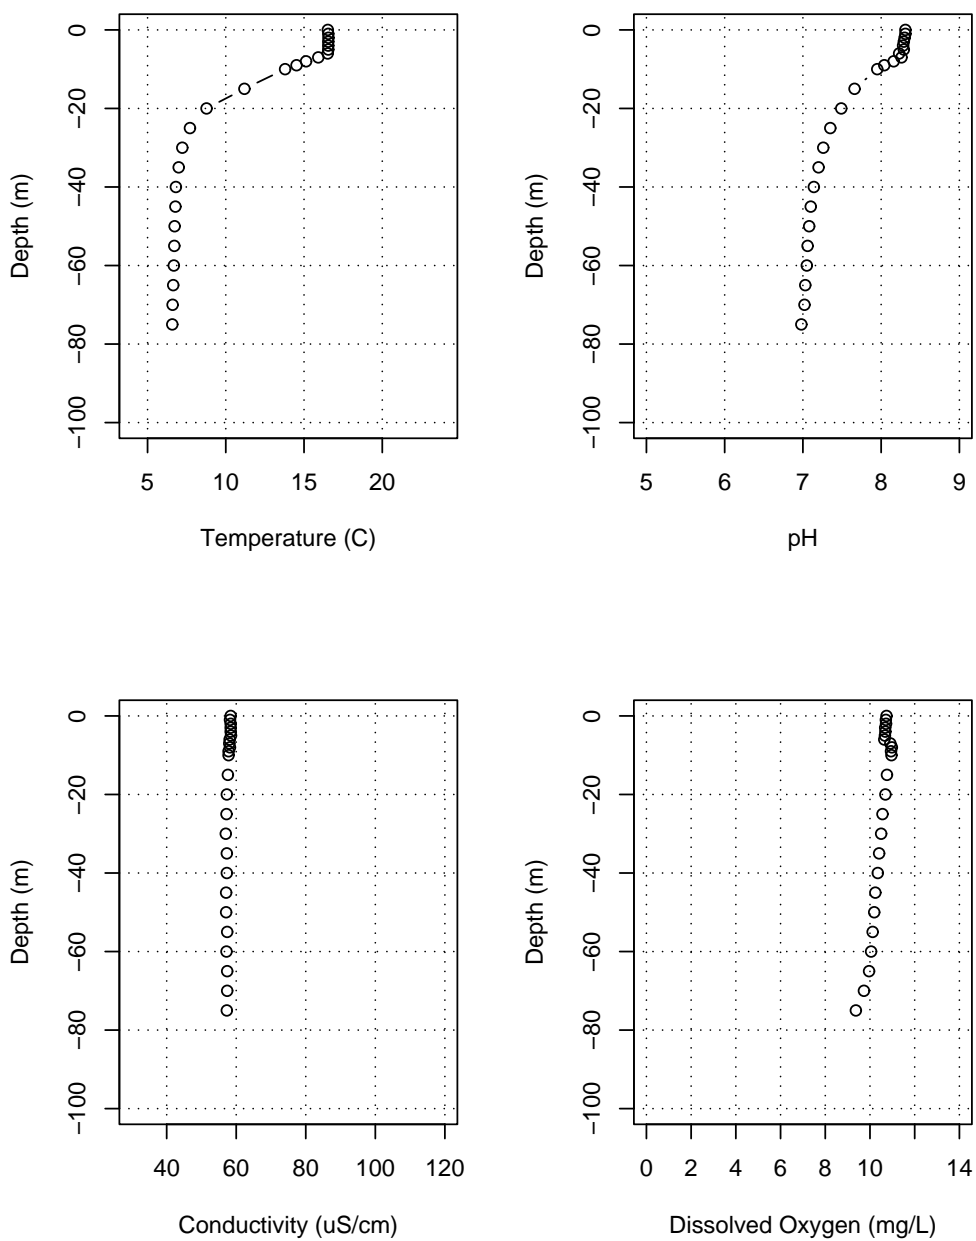 0
−20
−40
−60
−80
−100
Depth (m)
5 10 15 20
Temperature (C)
0
−20
−40
−60
−80
−100
Depth (m)
5 6 7 8 9
pH
0
−20
−40
−60
−80
−100
Depth (m)
40 60 80 100 120
Conductivity (uS/cm)
0
−20
−40
−60
−80
−100
Depth (m)
0 2 4 6 8 10 14
Dissolved Oxygen (mg/L)